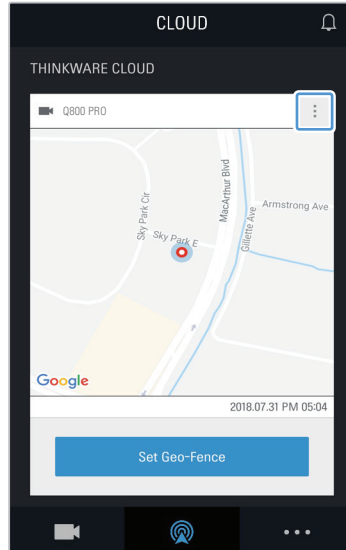 CLOUD
THINKWARE CLOUD
Q800 PRO
MacArthur Blvd
Armstrong Ave
Sky Park Cir
Gillette Ave
Sky Park E
Google
2018.07.31 PM 05:04
Set Geo-Fence